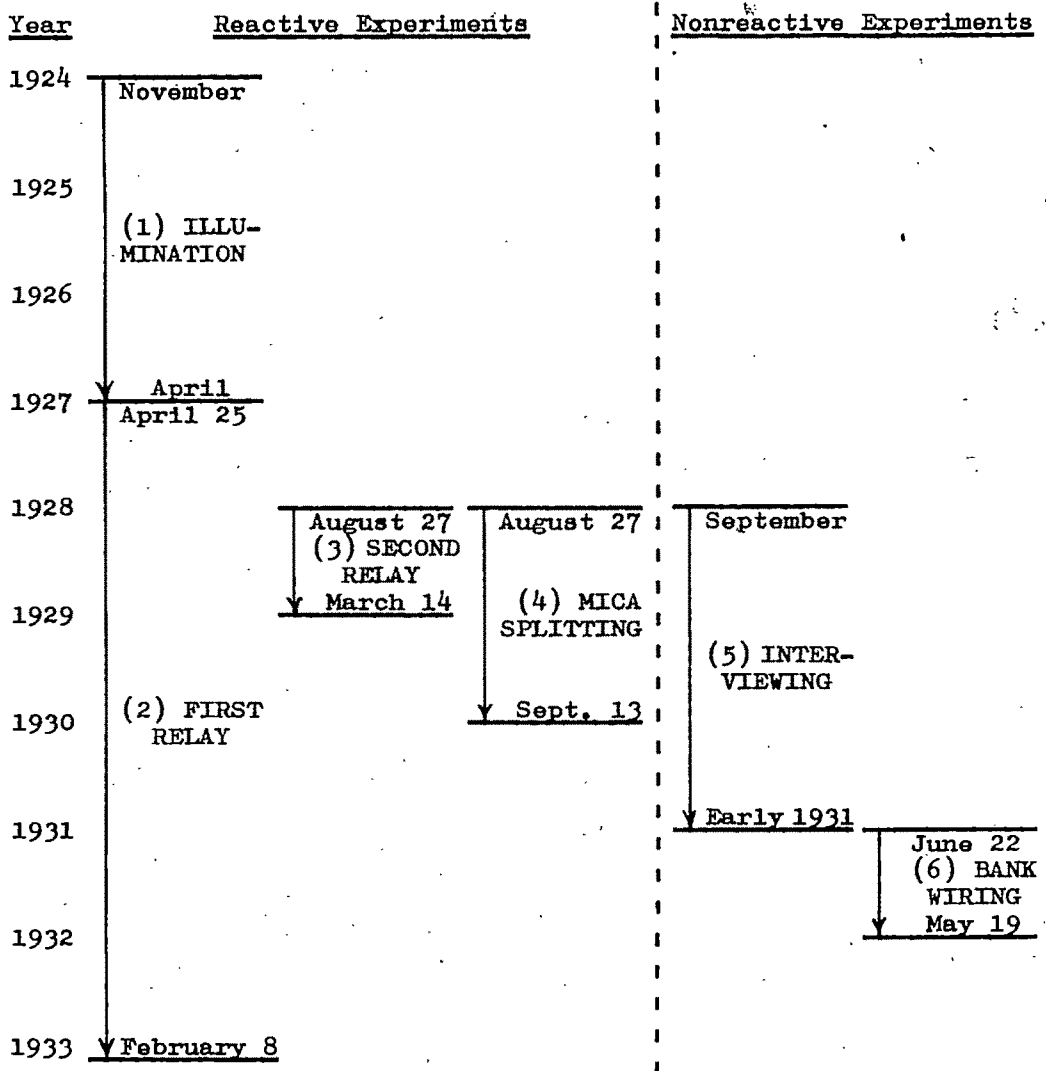 Year Reactive Experiments Nonreactive Experiments
1924
November
1925
(1) ILLU-
MINATION
1926
April
1927
April 25
1928
August 27 August 27 September
(3) SECOND
RELAY
March 14
(4) MICA
SPLITTING
1929
(5) INTER-
VIEWING
(2) FIRST
RELAY
Sept. 13
1930
Early 1931
1931
June 22
(6) BANK
WIRING
May 19
1932
1933 February 8